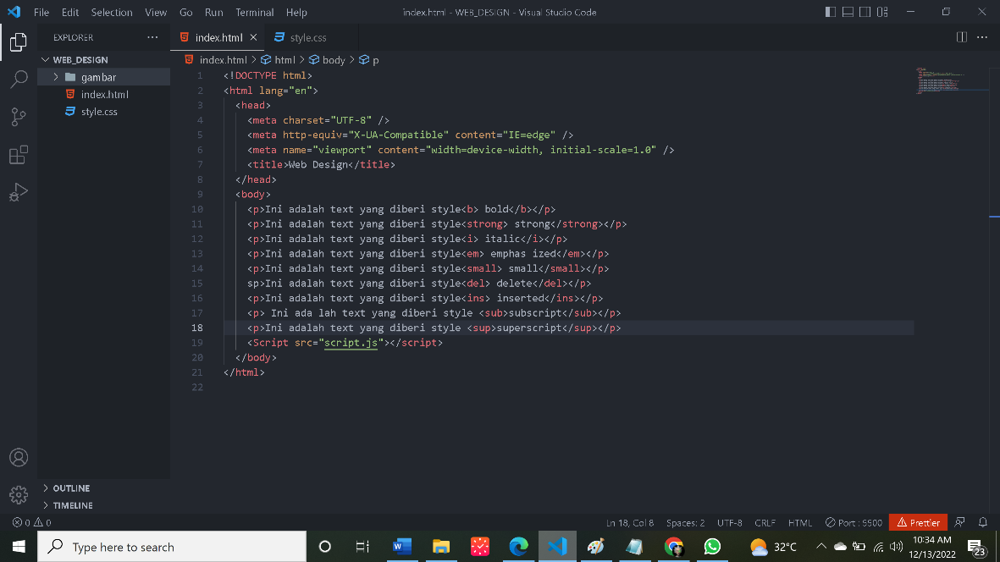 File Edit Selection View Go Run Terminal Help
index.html - WEB_DESIGN - Visual Studio Code
EXPLORER
WEB_DESIGN
gambar
index.html
style.css
index.html
style.css
index.html > html > body > p
1 <!DOCTYPE html>
2 <html lang="en">
3 <head>
4 <meta charset="UTF-8" />
5 <meta http-equiv="X-UA-Compatible" content="IE=edge" />
6 <meta name="viewport" content="width=device-width, initial-scale=1.0" />
7 <title>Web Design</title>
8 </head>
9 <body>
10 <p>Ini adalah text yang diberi style<b> bold</b></p>
11 <p>Ini adalah text yang diberi style<strong> strong</strong></p>
12 <p>Ini adalah text yang diberi style<i> italic</i></p>
13 <p>Ini adalah text yang diberi style<em> emphas ized</em></p>
14 <p>Ini adalah text yang diberi style<small> small</small></p>
15 sp>Ini adalah text yang diberi style<del> delete</del></p>
16 <p>Ini adalah text yang diberi style<ins> inserted</ins></p>
17 <p> Ini ada lah text yang diberi style <sub>subscript</sub></p>
18 <p>Ini adalah text yang diberi style <sup>superscript</sup></p>
19 <Script src="script.js"></script>
20 </body>
21 </html>
22
OUTLINE
TIMELINE
0 0
Ln 18, Col 8 Spaces: 2 UTF-8 CRLF HTML Port : 5500 Prettier
Type here to search
32°C
10:34 AM
12/13/2022
23